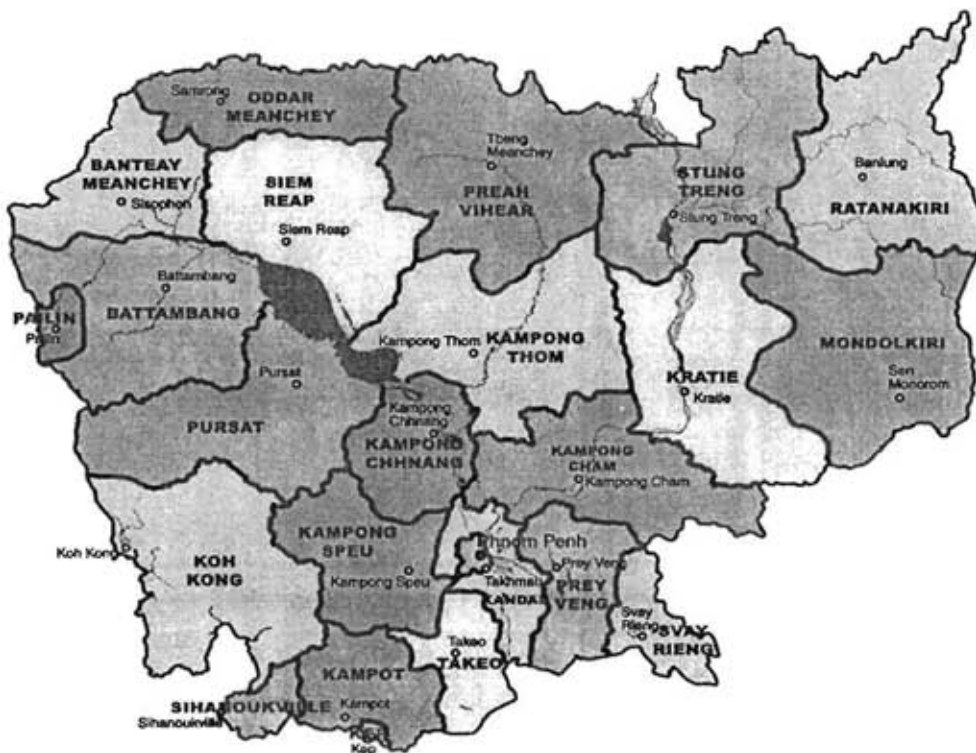 Samrong
ODDAR
MEANCHEY
Tbeng
Meanchey
PREAH
VIHEAR
STUNG
TRENG
Stung Treng
Banlung
RATANAKIRI
BANTEAY
MEANCHEY
Sisophon
SIEM
REAP
Siem Reap
Battambang
BATTAMBANG
PAILIN
Pailin
Kampong Thom
KAMPONG
THOM
KRATIE
Kratie
MONDOLKIRI
Sen
Monorom
Pursat
PURSAT
Kampong
Chhnang
KAMPONG
CHHNANG
KAMPONG
CHAM
Kampong Cham
Koh Kong
KOH
KONG
KAMPONG
SPEU
Kampong Speu
Phnom Penh
Takhmau
KANDAL
Prey Veng
PREY
VENG
Svay
Rieng
SVAY
RIENG
Takeo
TAKEO
KAMPOT
Kampot
SIHANOUKVILLE
Sihanoukville
Kep